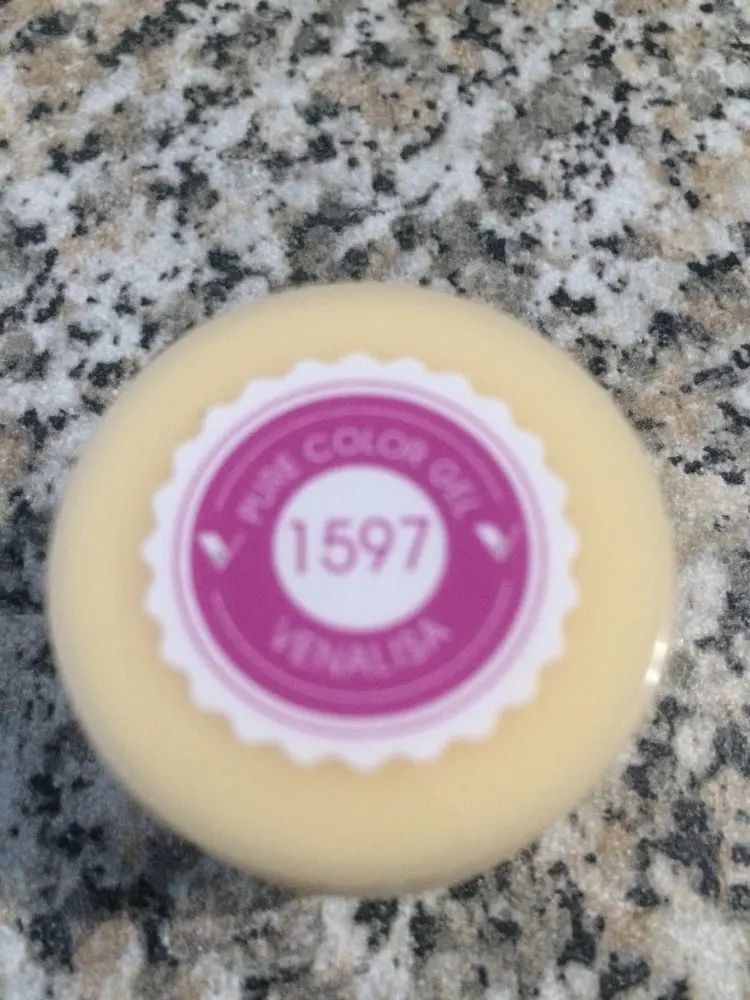 PURE COLOR GEL
1597
VENALISA